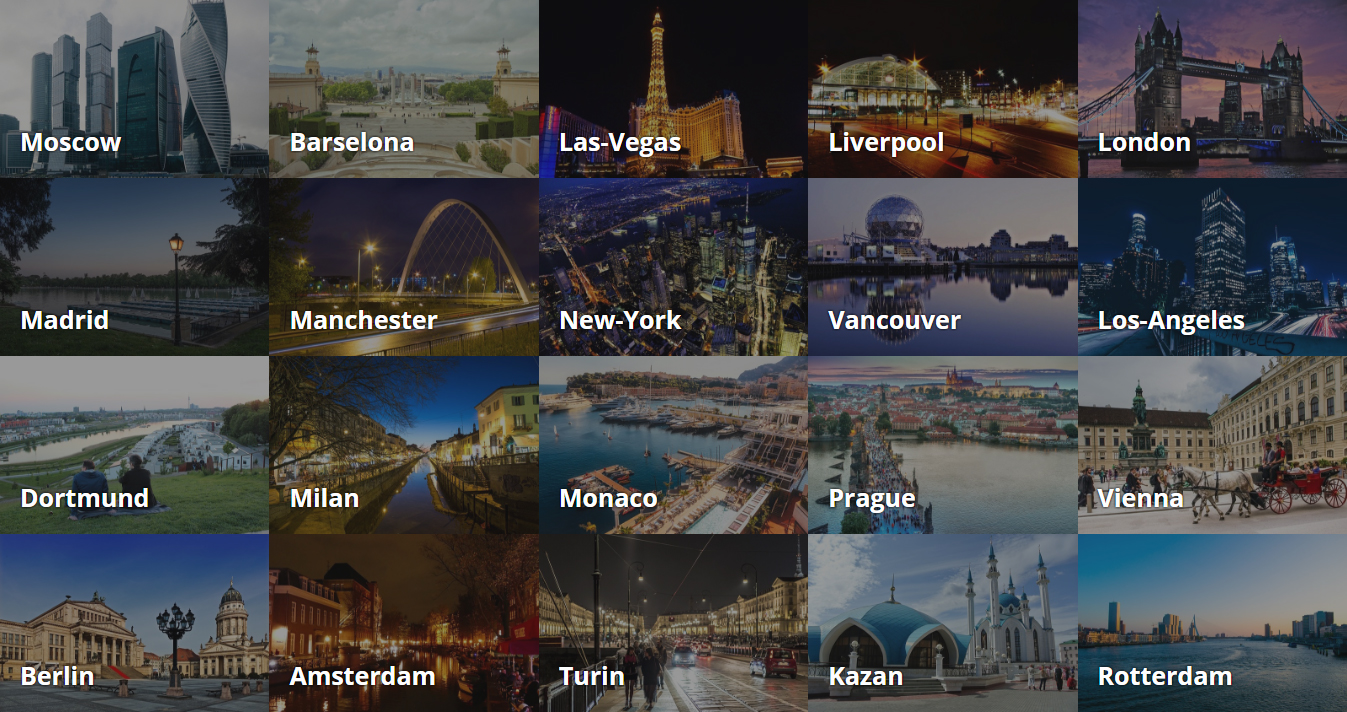 Moscow
Barselona
Las-Vegas
Liverpool
London
Madrid
Manchester
New-York
Vancouver
Los-Angeles
Dortmund
Milan
Monaco
Prague
Vienna
Berlin
Amsterdam
Turin
Kazan
Rotterdam